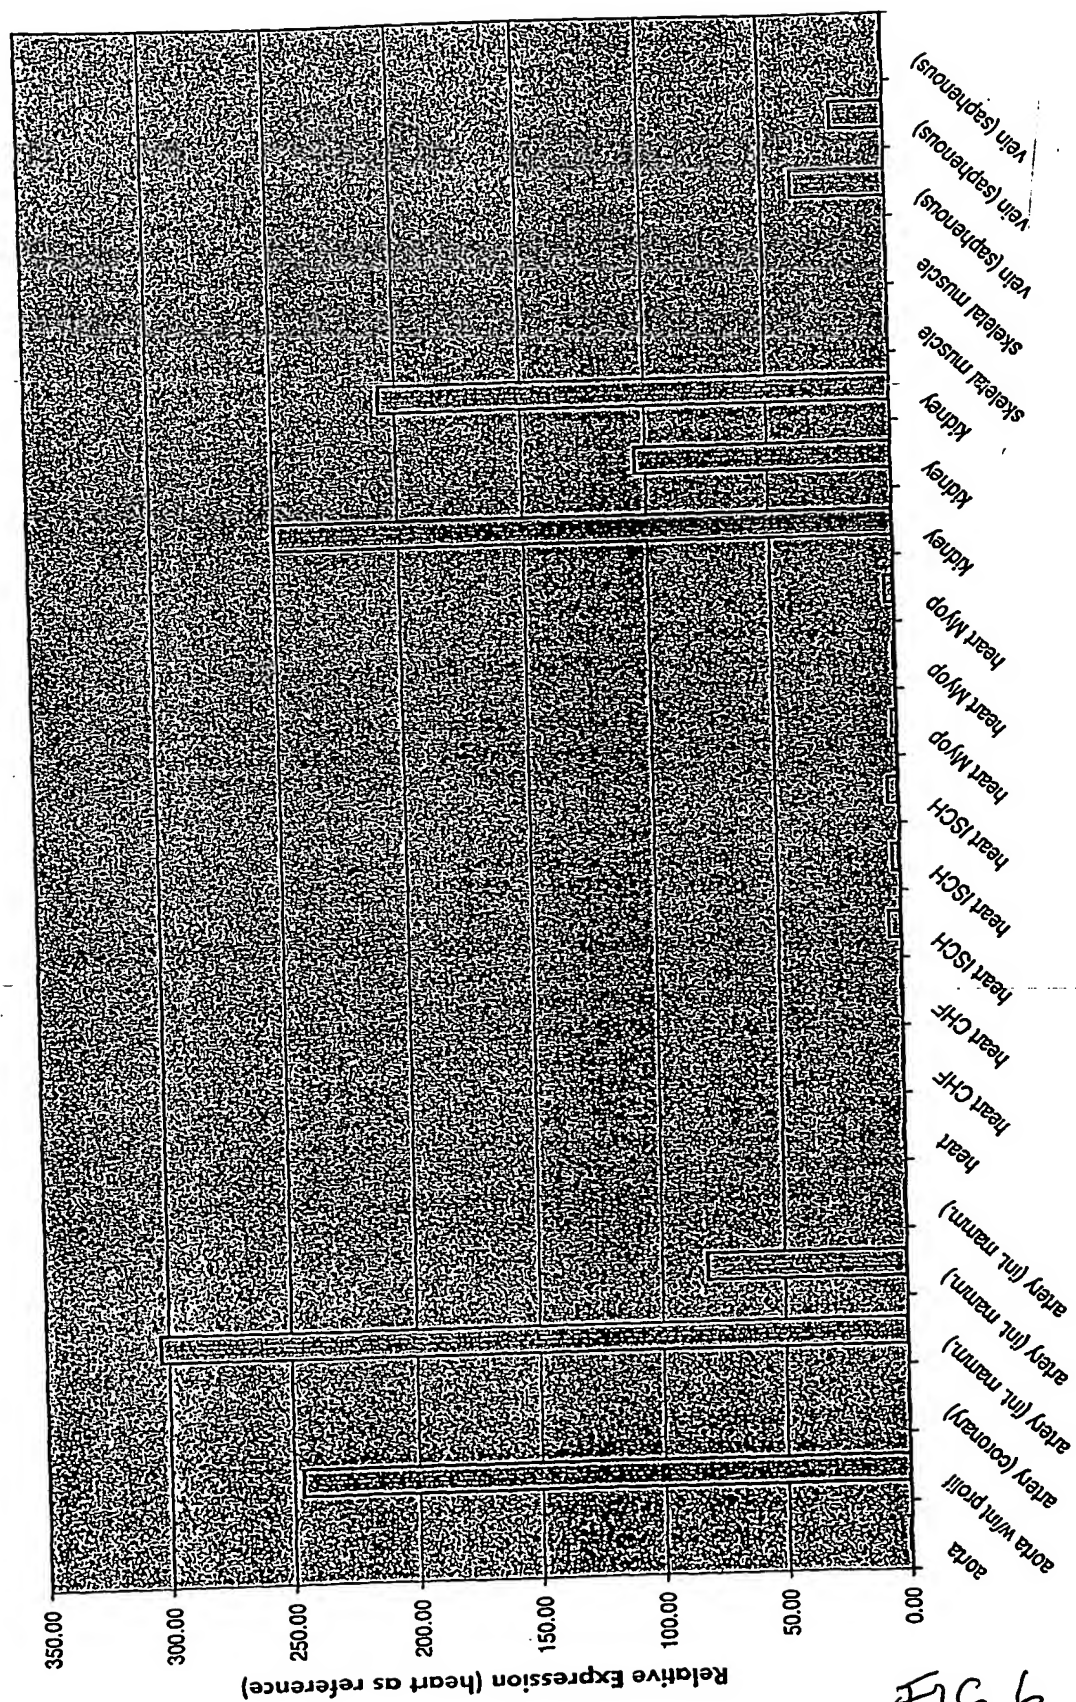 Relative Expression (heart as reference)
350.00
300.00
250.00
200.00
150.00
100.00
50.00
0.00
aorta
aorta w/int prolif
artery (coronary)
artery (int. mamm.)
artery (int. mamm.)
artery (int. mamm.)
heart
heart CHF
heart CHF
heart ISCH
heart ISCH
heart ISCH
heart Myop
heart Myop
heart Myop
kidney
kidney
kidney
skeletal muscle
skeletal muscle
vein (saphenous)
vein (saphenous)
vein (saphenous)
FIG. 6